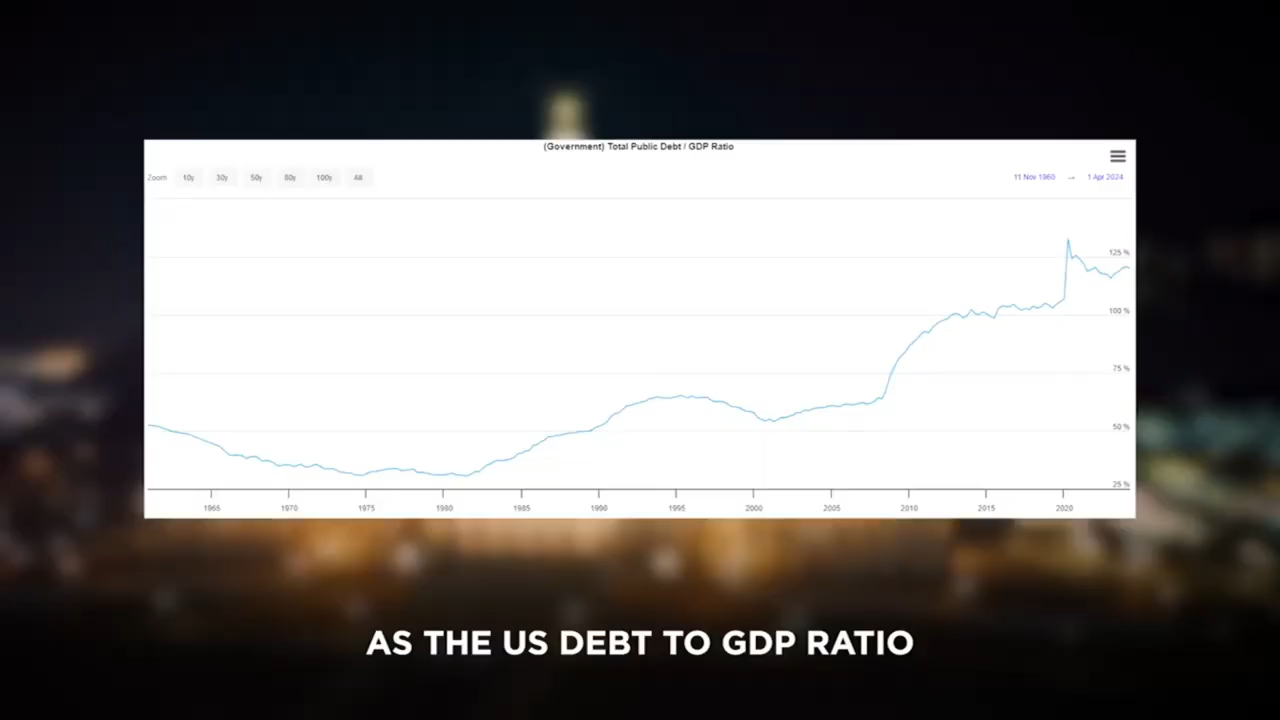 (Government) Total Public Debt / GDP Ratio
Zoom 10y 30y 50y 80y 100y All
11 Nov 1960 → 1 Apr 2024
125 %
100 %
75 %
50 %
25 %
1965 1970 1975 1980 1985 1990 1995 2000 2005 2010 2015 2020
AS THE US DEBT TO GDP RATIO